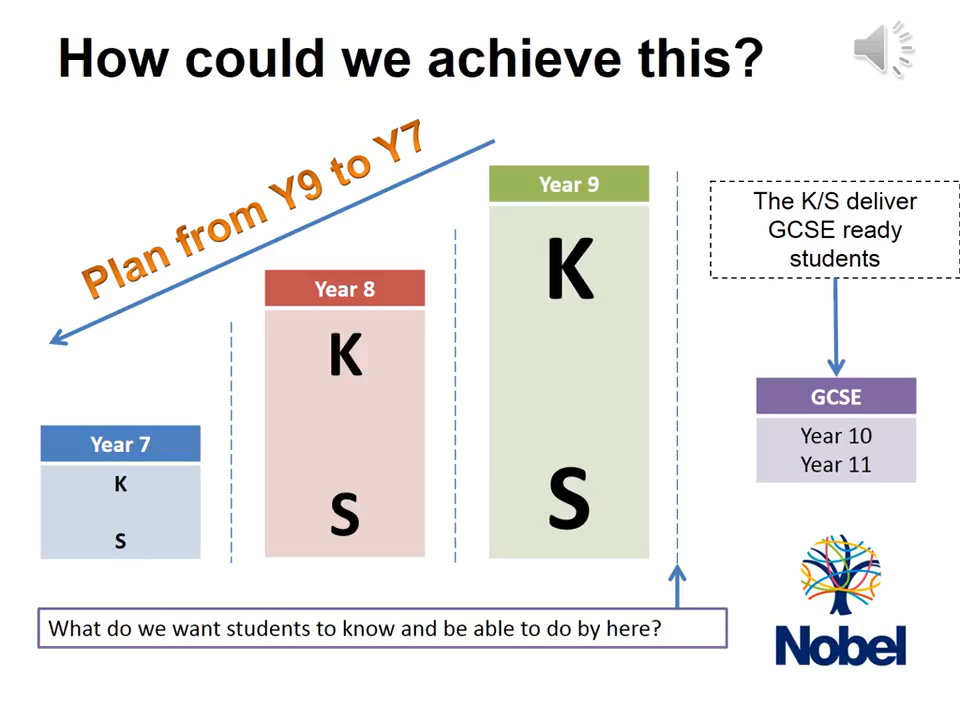 How could we achieve this?
Plan from Y9 to Y7
Year 9
K
S
Year 8
K
S
Year 7
K
S
The K/S deliver
GCSE ready
students
GCSE
Year 10
Year 11
What do we want students to know and be able to do by here?
Nobel